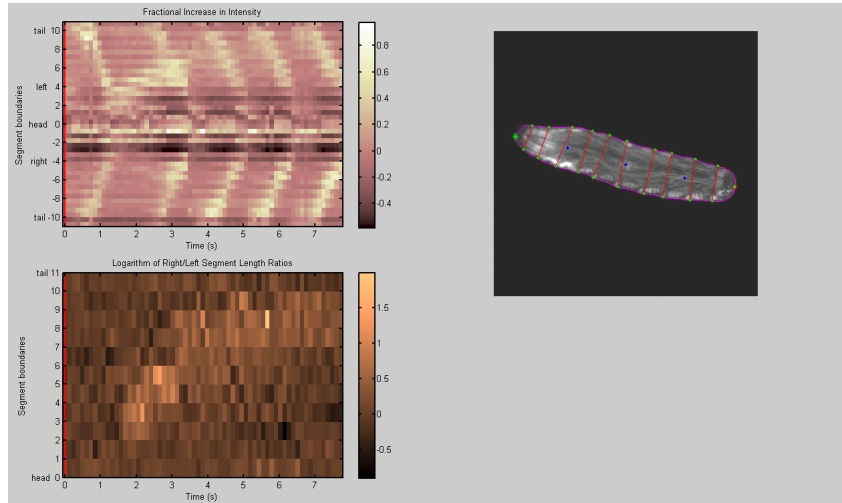 Fractional Increase in Intensity
tail 10
8
6
left 4
2
head 0
-2
right -4
-6
-8
tail -10
Segment boundaries
0 1 2 3 4 5 6 7
Time (s)
0.8
0.6
0.4
0.2
0
-0.2
-0.4
Logarithm of Right/Left Segment Length Ratios
tail 11
10
9
8
7
6
5
4
3
2
1
head 0
Segment boundaries
0 1 2 3 4 5 6 7
Time (s)
1.5
1
0.5
0
-0.5